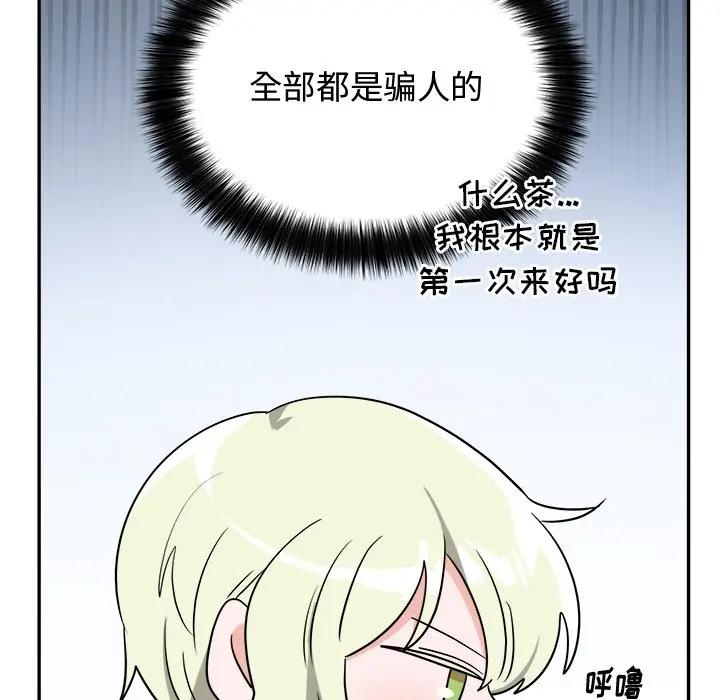 全部都是骗人的
什么茶...
我根本就是
第一次来好吗
呼噜